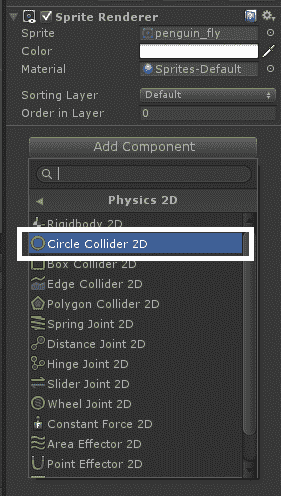 Sprite Renderer
Sprite penguin_fly
Color
Material Sprites-Default
Sorting Layer Default
Order in Layer 0
Add Component
Physics 2D
Rigidbody 2D
Circle Collider 2D
Box Collider 2D
Edge Collider 2D
Polygon Collider 2D
Spring Joint 2D
Distance Joint 2D
Hinge Joint 2D
Slider Joint 2D
Wheel Joint 2D
Constant Force 2D
Area Effector 2D
Point Effector 2D